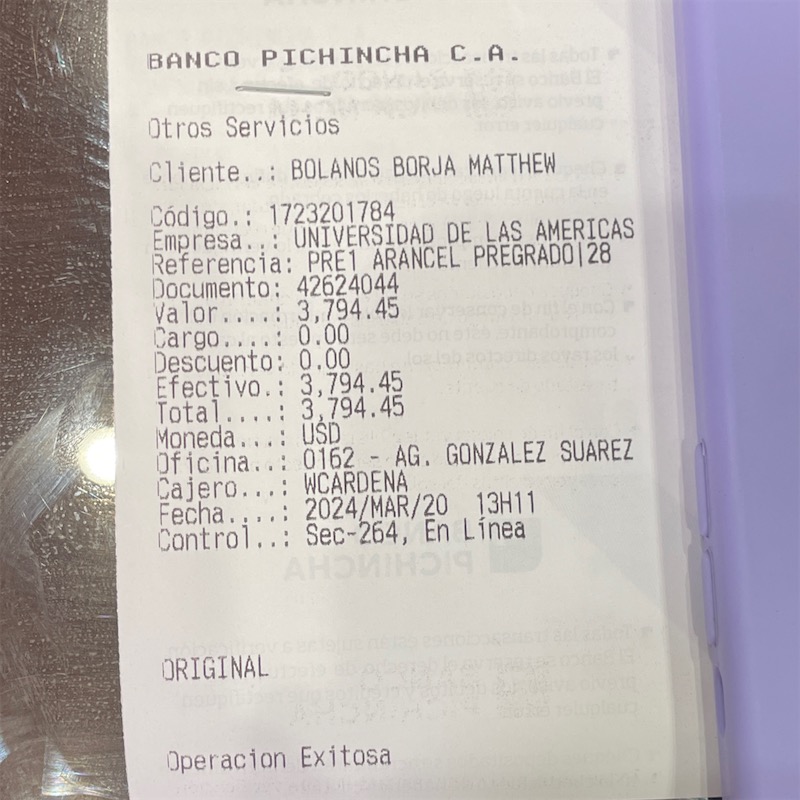 BANCO PICHINCHA C.A.
Otros Servicios
Cliente..: BOLANOS BORJA MATTHEW
Código.: 1723201784
Empresa..: UNIVERSIDAD DE LAS AMERICAS
Referencia: PRE1 ARANCEL PREGRADO|28
Documento: 42624044
Valor....: 3,794.45
Cargo....: 0.00
Descuento: 0.00
Efectivo.: 3,794.45
Total....: 3,794.45
Moneda...: USD
Oficina..: 0162 - AG. GONZALEZ SUAREZ
Cajero...: WCARDENA
Fecha....: 2024/MAR/20 13H11
Control..: Sec-264, En Línea
PICHINCHA
ORIGINAL
Operacion Exitosa